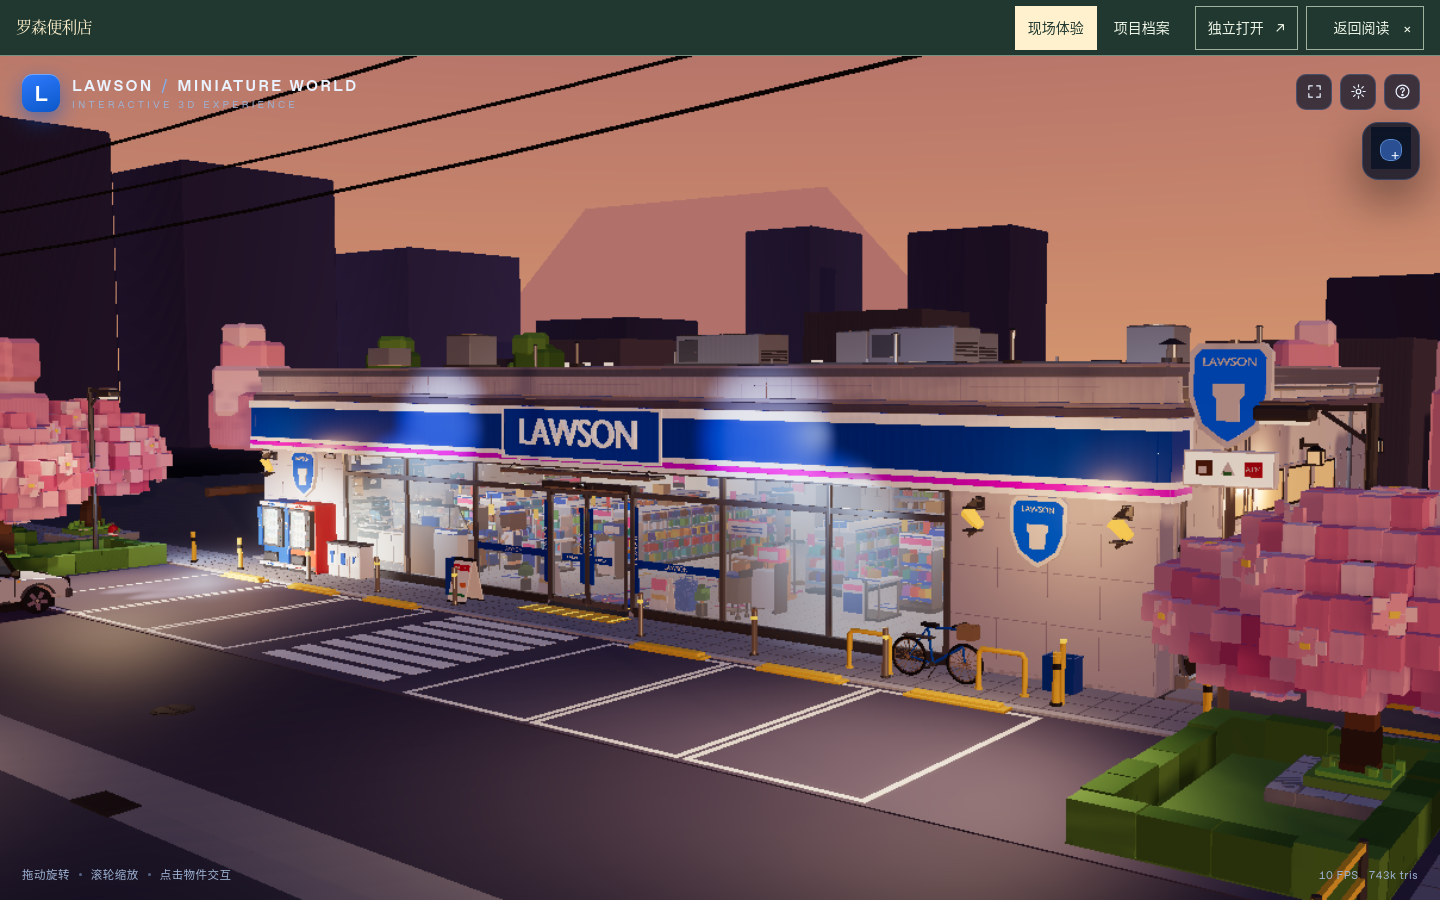 罗森便利店
现场体验
项目档案
独立打开 ↗
返回阅读 ×
L
LAWSON / MINIATURE WORLD
INTERACTIVE 3D EXPERIENCE
LAWSON
LAWSON
ATM
LAWSON
拖动旋转 • 滚轮缩放 • 点击物件交互
10 FPS 743k tris